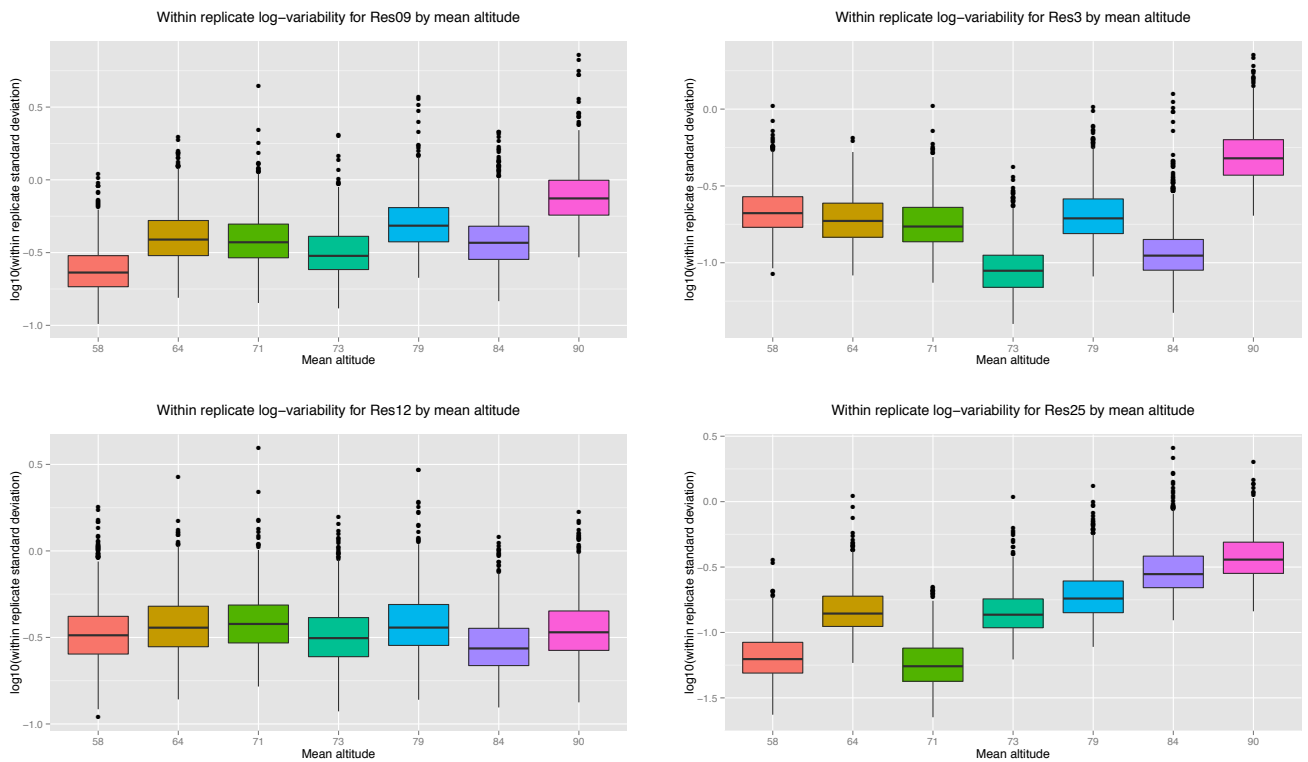 Within replicate log−variability for Res09 by mean altitude
log10(within replicate standard deviation)
0.5
0.0
−0.5
−1.0
58 64 71 73 79 84 90
Mean altitude
Within replicate log−variability for Res3 by mean altitude
log10(within replicate standard deviation)
0.0
−0.5
−1.0
58 64 71 73 79 84 90
Mean altitude
Within replicate log−variability for Res12 by mean altitude
log10(within replicate standard deviation)
0.5
0.0
−0.5
−1.0
58 64 71 73 79 84 90
Mean altitude
Within replicate log−variability for Res25 by mean altitude
log10(within replicate standard deviation)
0.5
0.0
−0.5
−1.0
−1.5
58 64 71 73 79 84 90
Mean altitude